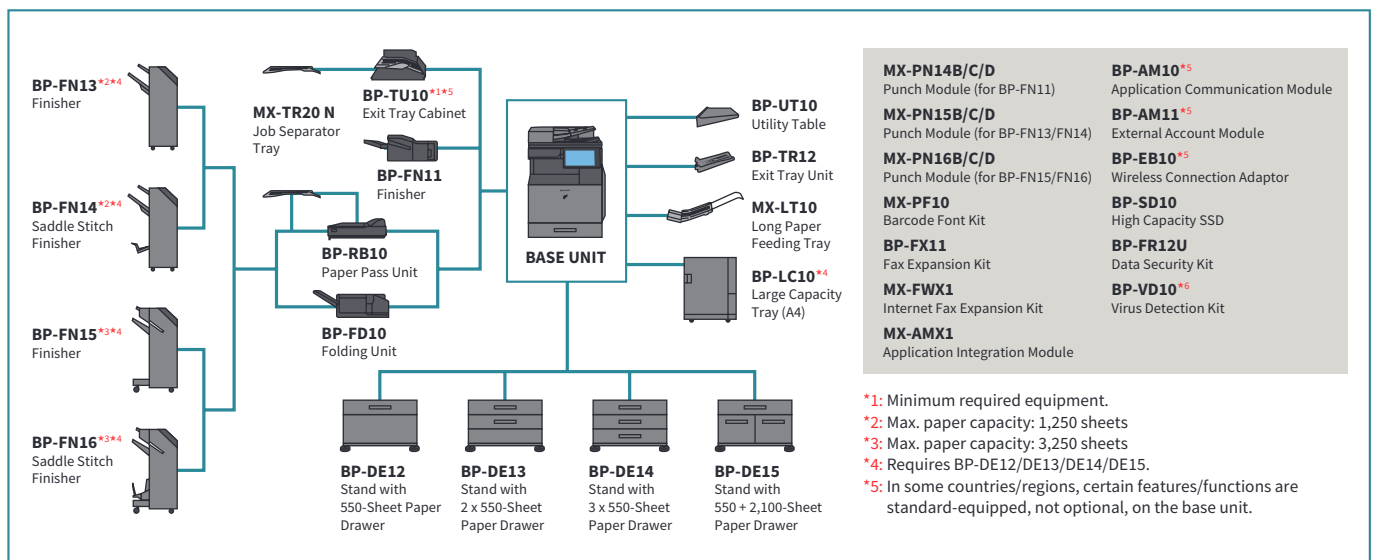 BP-FN13*2*4
Finisher
BP-FN14*2*4
Saddle Stitch
Finisher
BP-FN15*3*4
Finisher
BP-FN16*3*4
Saddle Stitch
Finisher
MX-TR20 N
Job Separator
Tray
BP-TU10*1*5
Exit Tray Cabinet
BP-FN11
Finisher
BP-RB10
Paper Pass Unit
BP-FD10
Folding Unit
BASE UNIT
BP-UT10
Utility Table
BP-TR12
Exit Tray Unit
MX-LT10
Long Paper
Feeding Tray
BP-LC10*4
Large Capacity
Tray (A4)
BP-DE12
Stand with
550-Sheet Paper
Drawer
BP-DE13
Stand with
2 x 550-Sheet
Paper Drawer
BP-DE14
Stand with
3 x 550-Sheet
Paper Drawer
BP-DE15
Stand with
550 + 2,100-Sheet
Paper Drawer
MX-PN14B/C/D
Punch Module (for BP-FN11)
MX-PN15B/C/D
Punch Module (for BP-FN13/FN14)
MX-PN16B/C/D
Punch Module (for BP-FN15/FN16)
MX-PF10
Barcode Font Kit
BP-FX11
Fax Expansion Kit
MX-FWX1
Internet Fax Expansion Kit
MX-AMX1
Application Integration Module
BP-AM10*5
Application Communication Module
BP-AM11*5
External Account Module
BP-EB10*5
Wireless Connection Adaptor
BP-SD10
High Capacity SSD
BP-FR12U
Data Security Kit
BP-VD10*6
Virus Detection Kit
*1: Minimum required equipment.
*2: Max. paper capacity: 1,250 sheets
*3: Max. paper capacity: 3,250 sheets
*4: Requires BP-DE12/DE13/DE14/DE15.
*5: In some countries/regions, certain features/functions are
standard-equipped, not optional, on the base unit.